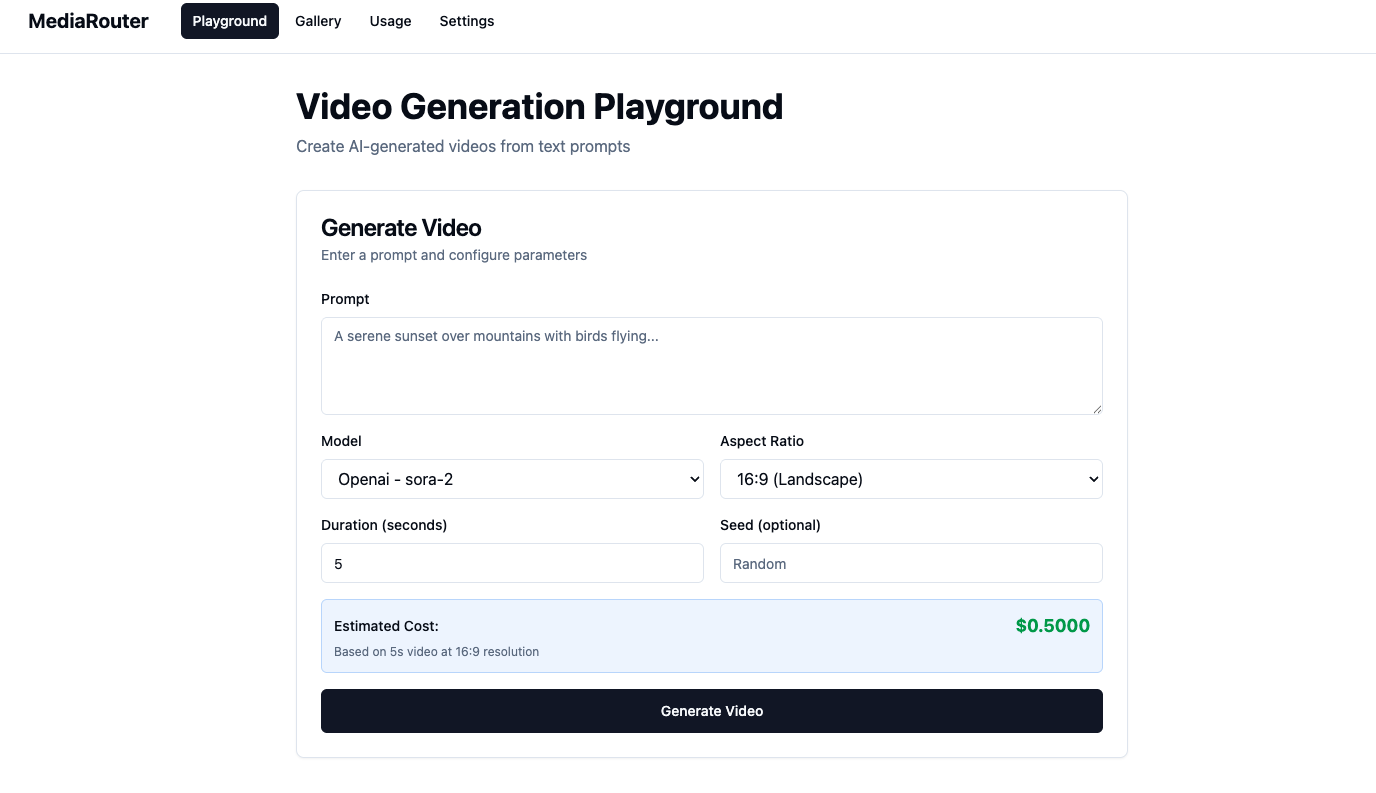 MediaRouter Playground Gallery Usage Settings
Video Generation Playground
Create AI-generated videos from text prompts
Generate Video
Enter a prompt and configure parameters
Prompt
A serene sunset over mountains with birds flying...
Model Aspect Ratio
Openai - sora-2 16:9 (Landscape)
Duration (seconds) Seed (optional)
5 Random
Estimated Cost: $0.5000
Based on 5s video at 16:9 resolution
Generate Video